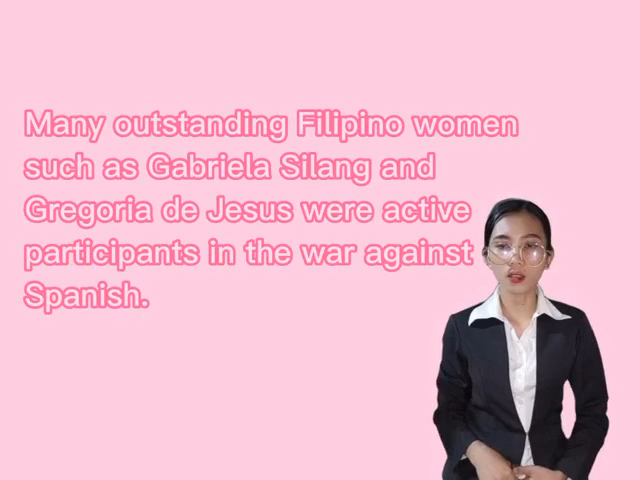 Many outstanding Filipino women
such as Gabriela Silang and
Gregoria de Jesus were active
participants in the war against
Spanish.